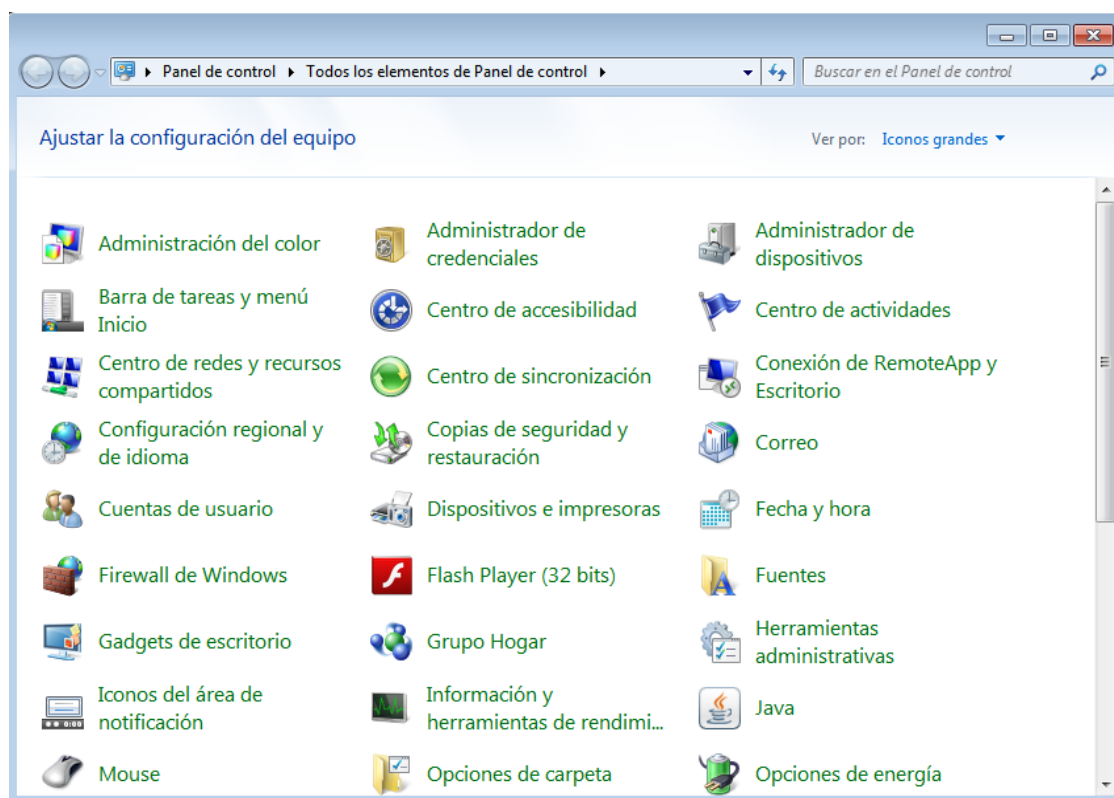 Panel de control ▸ Todos los elementos de Panel de control ▸
Buscar en el Panel de control
Ajustar la configuración del equipo
Ver por: Iconos grandes
Administración del color
Administrador de
credenciales
Administrador de
dispositivos
Barra de tareas y menú
Inicio
Centro de accesibilidad
Centro de actividades
Centro de redes y recursos
compartidos
Centro de sincronización
Conexión de RemoteApp y
Escritorio
Configuración regional y
de idioma
Copias de seguridad y
restauración
Correo
Cuentas de usuario
Dispositivos e impresoras
Fecha y hora
Firewall de Windows
Flash Player (32 bits)
Fuentes
Gadgets de escritorio
Grupo Hogar
Herramientas
administrativas
Iconos del área de
notificación
Información y
herramientas de rendimi...
Java
Mouse
Opciones de carpeta
Opciones de energía